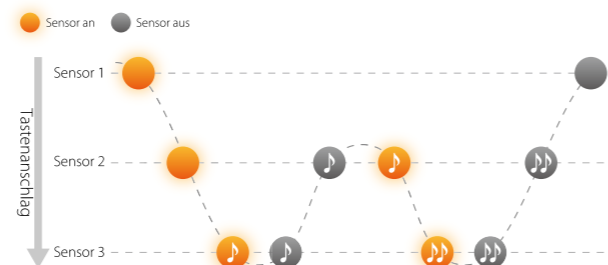 Sensor an
Sensor aus
Sensor 1
Tastenanschlag
Sensor 2
Sensor 3